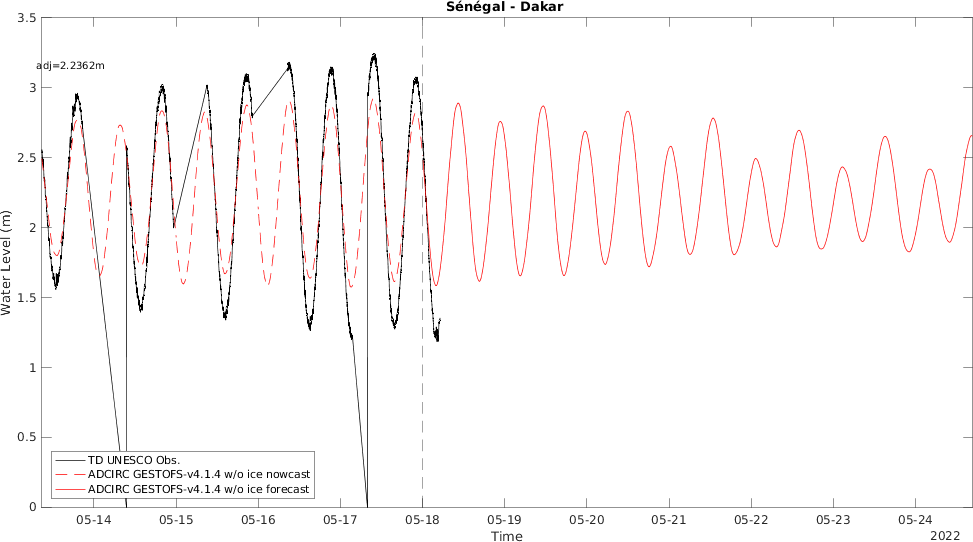 Sénégal - Dakar
adj=2.2362m
3.5
3
2.5
2
1.5
1
0.5
0
Water Level (m)
TD UNESCO Obs.
ADCIRC GESTOFS-v4.1.4 w/o ice nowcast
ADCIRC GESTOFS-v4.1.4 w/o ice forecast
05-14 05-15 05-16 05-17 05-18 05-19 05-20 05-21 05-22 05-23 05-24
Time
2022